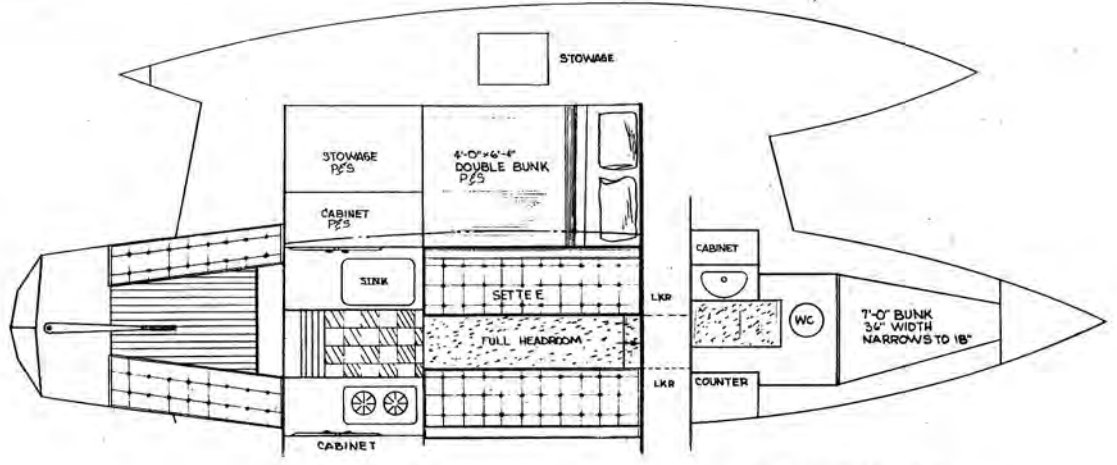 STOWAGE
STOWAGE
P&S
4'-0" x 6'-4"
DOUBLE BUNK
P&S
CABINET
P&S
CABINET
SINK
SETTEE
LKR
FULL HEADROOM
WC
7'-0" BUNK
36" WIDTH
NARROWS TO 18"
LKR
COUNTER
CABINET